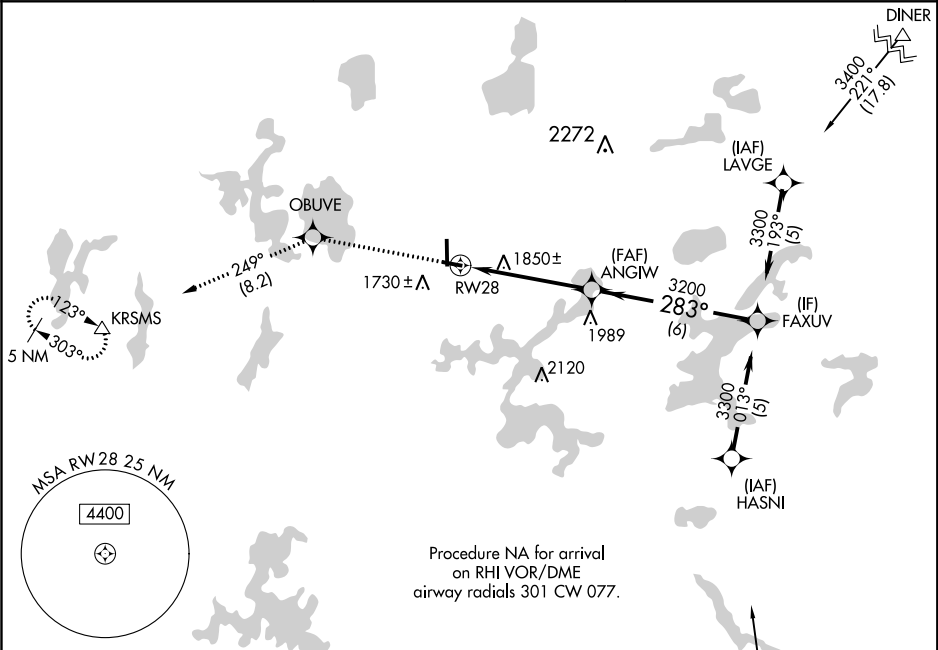 DINER
3400
221°
(17.8)
2272
(IAF)
LAVGE
3300
193°
(5)
OBUVE
249°
(8.2)
1730 ±
RW28
1850 ±
(FAF)
ANGIW
3200
283°
(6)
(IF)
FAXUV
1989
2120
123°
303°
KRSMS
5 NM
3300
013°
(5)
(IAF)
HASNI
MSA RW28 25 NM
4400
Procedure NA for arrival
on RHI VOR/DME
airway radials 301 CW 077.